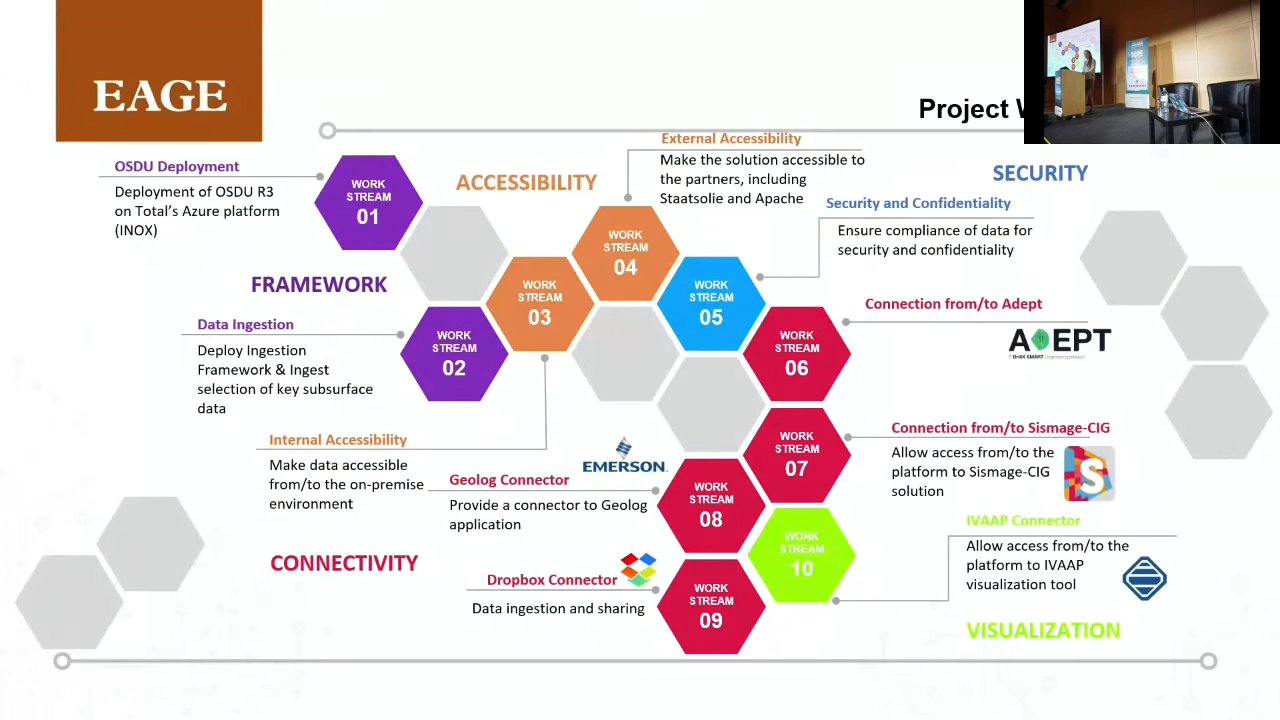 EAGE
Project W
OSDU Deployment
Deployment of OSDU R3
on Total's Azure platform
(INOX)
WORK
STREAM
01
ACCESSIBILITY
External Accessibility
Make the solution accessible to
the partners, including
Staatsolie and Apache
WORK
STREAM
04
SECURITY
Security and Confidentiality
Ensure compliance of data for
security and confidentiality
WORK
STREAM
05
FRAMEWORK
Data Ingestion
Deploy Ingestion
Framework & Ingest
selection of key subsurface
data
WORK
STREAM
02
WORK
STREAM
03
Internal Accessibility
Make data accessible
from/to the on-premise
environment
Connection from/to Adept
ADEPT
WORK
STREAM
06
Connection from/to Sismage-CIG
Allow access from/to the
platform to Sismage-CIG
solution
S
WORK
STREAM
07
EMERSON.
Geolog Connector
Provide a connector to Geolog
application
WORK
STREAM
08
CONNECTIVITY
Dropbox Connector
Data ingestion and sharing
WORK
STREAM
09
WORK
STREAM
10
IVAAP Connector
Allow access from/to the
platform to IVAAP
visualization tool
VISUALIZATION